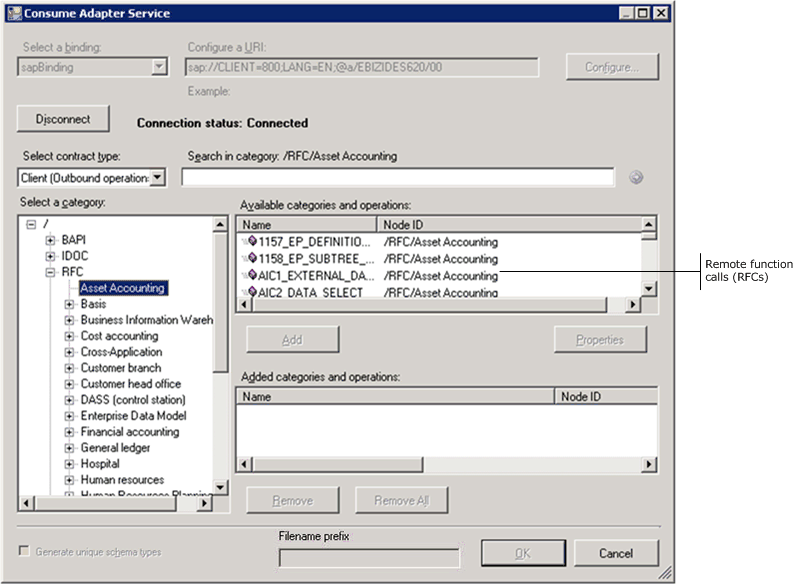 Consume Adapter Service
Select a binding:
Configure a URI:
sapBinding
sap://CLIENT=800;LANG=EN;@a/EBIZIDES620/00
Configure...
Example:
Disconnect
Connection status: Connected
Select contract type:
Search in category: /RFC/Asset Accounting
Client (Outbound operation:
Select a category:
Available categories and operations:
/
BAPI
IDOC
RFC
Asset Accounting
Basis
Business Information Wareh
Cost accounting
Cross-Application
Customer branch
Customer head office
DASS (control station)
Enterprise Data Model
Financial accounting
General ledger
Hospital
Human resources
Human Resources Planning
Name Node ID
1157_EP_DEFINITIO... /RFC/Asset Accounting
1158_EP_SUBTREE_... /RFC/Asset Accounting
AIC1_EXTERNAL_DA... /RFC/Asset Accounting
AIC2_DATA_SELECT /RFC/Asset Accounting
Remote function
calls (RFCs)
Add
Properties
Added categories and operations:
Name Node ID
Remove
Remove All
Generate unique schema types
Filename prefix
OK
Cancel